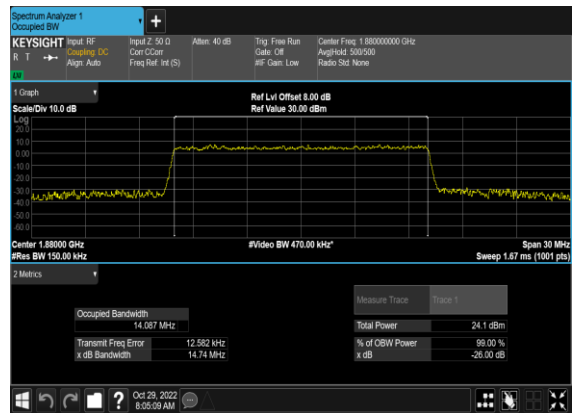 Spectrum Analyzer 1
Occupied BW
+
KEYSIGHT Input: RF Input Z: 50 Ω Atten: 40 dB Trig: Free Run Center Freq: 1.880000000 GHz
R T Coupling: DC Corr CCorr Gate: Off Avg|Hold: 500/500
Align: Auto Freq Ref: Int (S) #IF Gain: Low Radio Std: None
1 Graph
Ref Lvl Offset 8.00 dB
Scale/Div 10.0 dB Ref Value 30.00 dBm
Log
20.0
10.0
0.00
-10.0
-20.0
-30.0
-40.0
-50.0
-60.0
Center 1.88000 GHz #Video BW 470.00 kHz* Span 30 MHz
#Res BW 150.00 kHz Sweep 1.67 ms (1001 pts)
2 Metrics
Measure Trace Trace 1
Occupied Bandwidth
14.087 MHz Total Power 24.1 dBm
Transmit Freq Error 12.582 kHz % of OBW Power 99.00 %
x dB Bandwidth 14.74 MHz x dB -26.00 dB
? Oct 29, 2022
8:05:09 AM